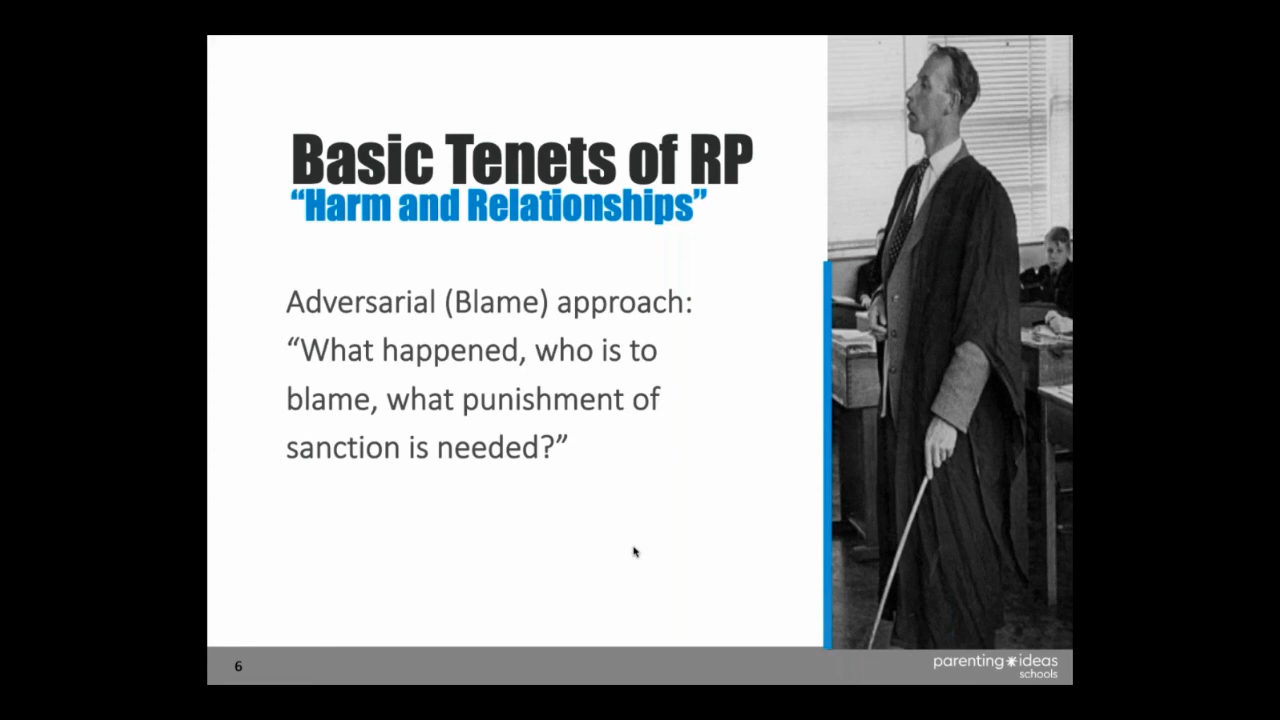 Basic Tenets of RP
“Harm and Relationships”
Adversarial (Blame) approach:
“What happened, who is to
blame, what punishment of
sanction is needed?”
6
parenting*ideas
schools